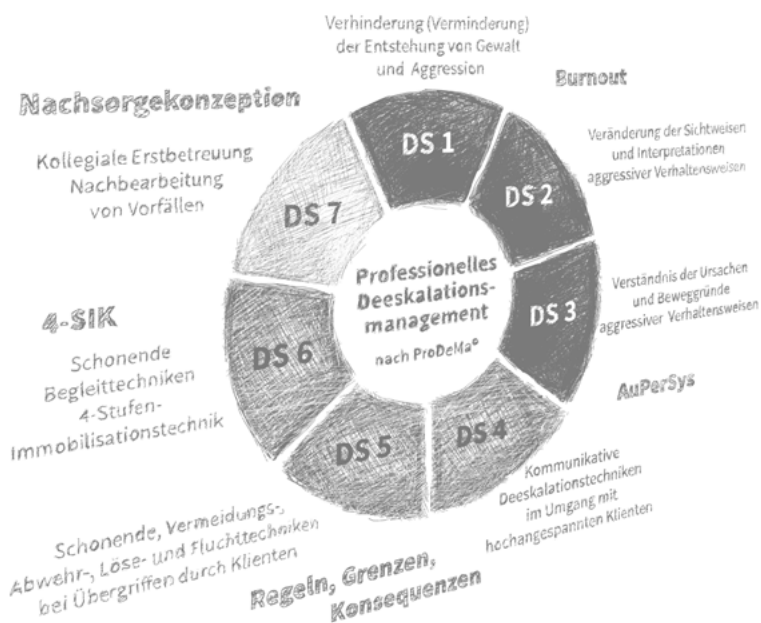 Verhinderung (Verminderung)
der Entstehung von Gewalt
und Aggression
Burnout
DS 1
Veränderung der Sichtweisen
und Interpretationen
aggressiver Verhaltensweisen
DS 2
Verständnis der Ursachen
und Beweggründe
aggressiver Verhaltensweisen
DS 3
AuPerSys
DS 4
Kommunikative
Deeskalationstechniken
im Umgang mit
hochangespannten Klienten
Regeln, Grenzen,
Konsequenzen
DS 5
Schonende, Vermeidungs-,
Abwehr-, Löse- und Fluchttechniken
bei Übergriffen durch Klienten
DS 6
4-SIK
Schonende
Begleittechniken
4-Stufen-
Immobilisationstechnik
DS 7
Nachsorgekonzeption
Kollegiale Erstbetreuung
Nachbearbeitung
von Vorfällen
Professionelles
Deeskalations-
management
nach ProDeMa®